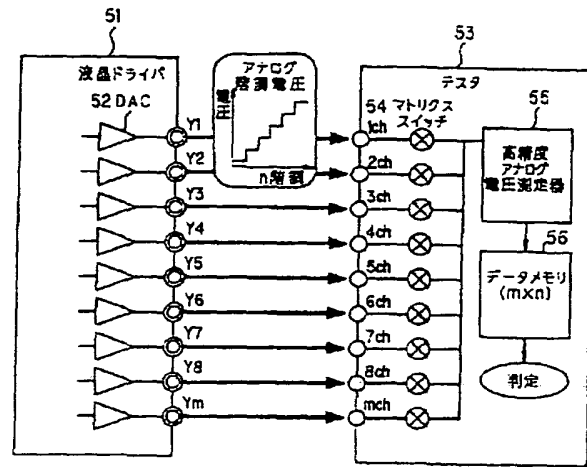 51
液晶ドライバ
52 DAC
Y1
Y2
Y3
Y4
Y5
Y6
Y7
Y8
Ym
アナログ
階調電圧
電圧
n階調
53
テスタ
54 マトリクス
スイッチ
1ch
2ch
3ch
4ch
5ch
6ch
7ch
8ch
mch
55
高精度
アナログ
電圧測定器
56
データメモリ
(m×n)
判定